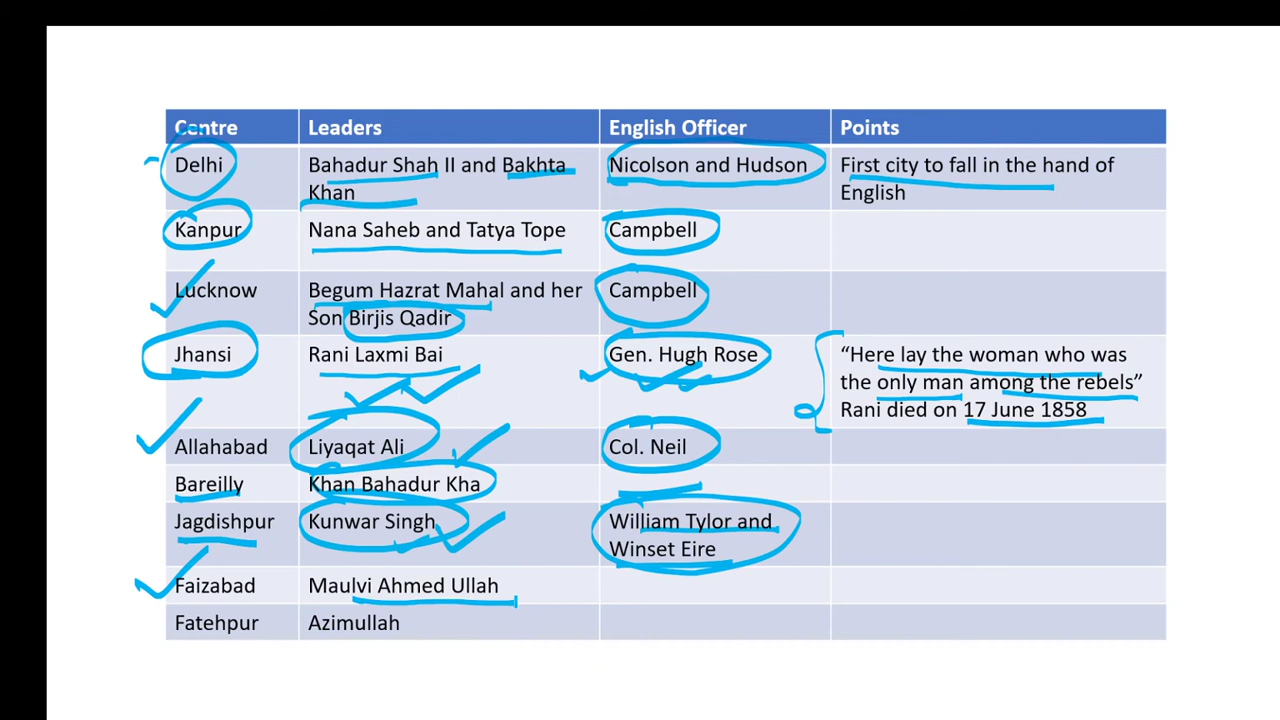 Centre Leaders English Officer Points
Delhi Bahadur Shah II and Bakhta Nicolson and Hudson First city to fall in the hand of
Khan English
Kanpur Nana Saheb and Tatya Tope Campbell
Lucknow Begum Hazrat Mahal and her Campbell
Son Birjis Qadir
Jhansi Rani Laxmi Bai Gen. Hugh Rose “Here lay the woman who was
the only man among the rebels”
Rani died on 17 June 1858
Allahabad Liyaqat Ali Col. Neil
Bareilly Khan Bahadur Kha
Jagdishpur Kunwar Singh William Tylor and
Winset Eire
Faizabad Maulvi Ahmed Ullah
Fatehpur Azimullah